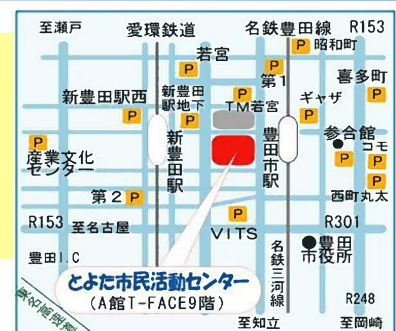 至瀬戸
愛環鉄道
名鉄豊田線
R153
昭和町
P
若宮
P
第1
P
喜多町
P
新豊田駅西
P
新豊田
駅地下
P
TM若宮
P
ギャザ
P
参合館
コモ
P
P
産業文化
センター
P
新豊田駅
豊田市駅
第2
P
西町丸太
R153
至名古屋
P
VITS
R301
豊田
市役所
名鉄三河線
豊田I.C
とよた市民活動センター
(A館T-FACE9階)
R248
東名高速道
至知立
至岡崎